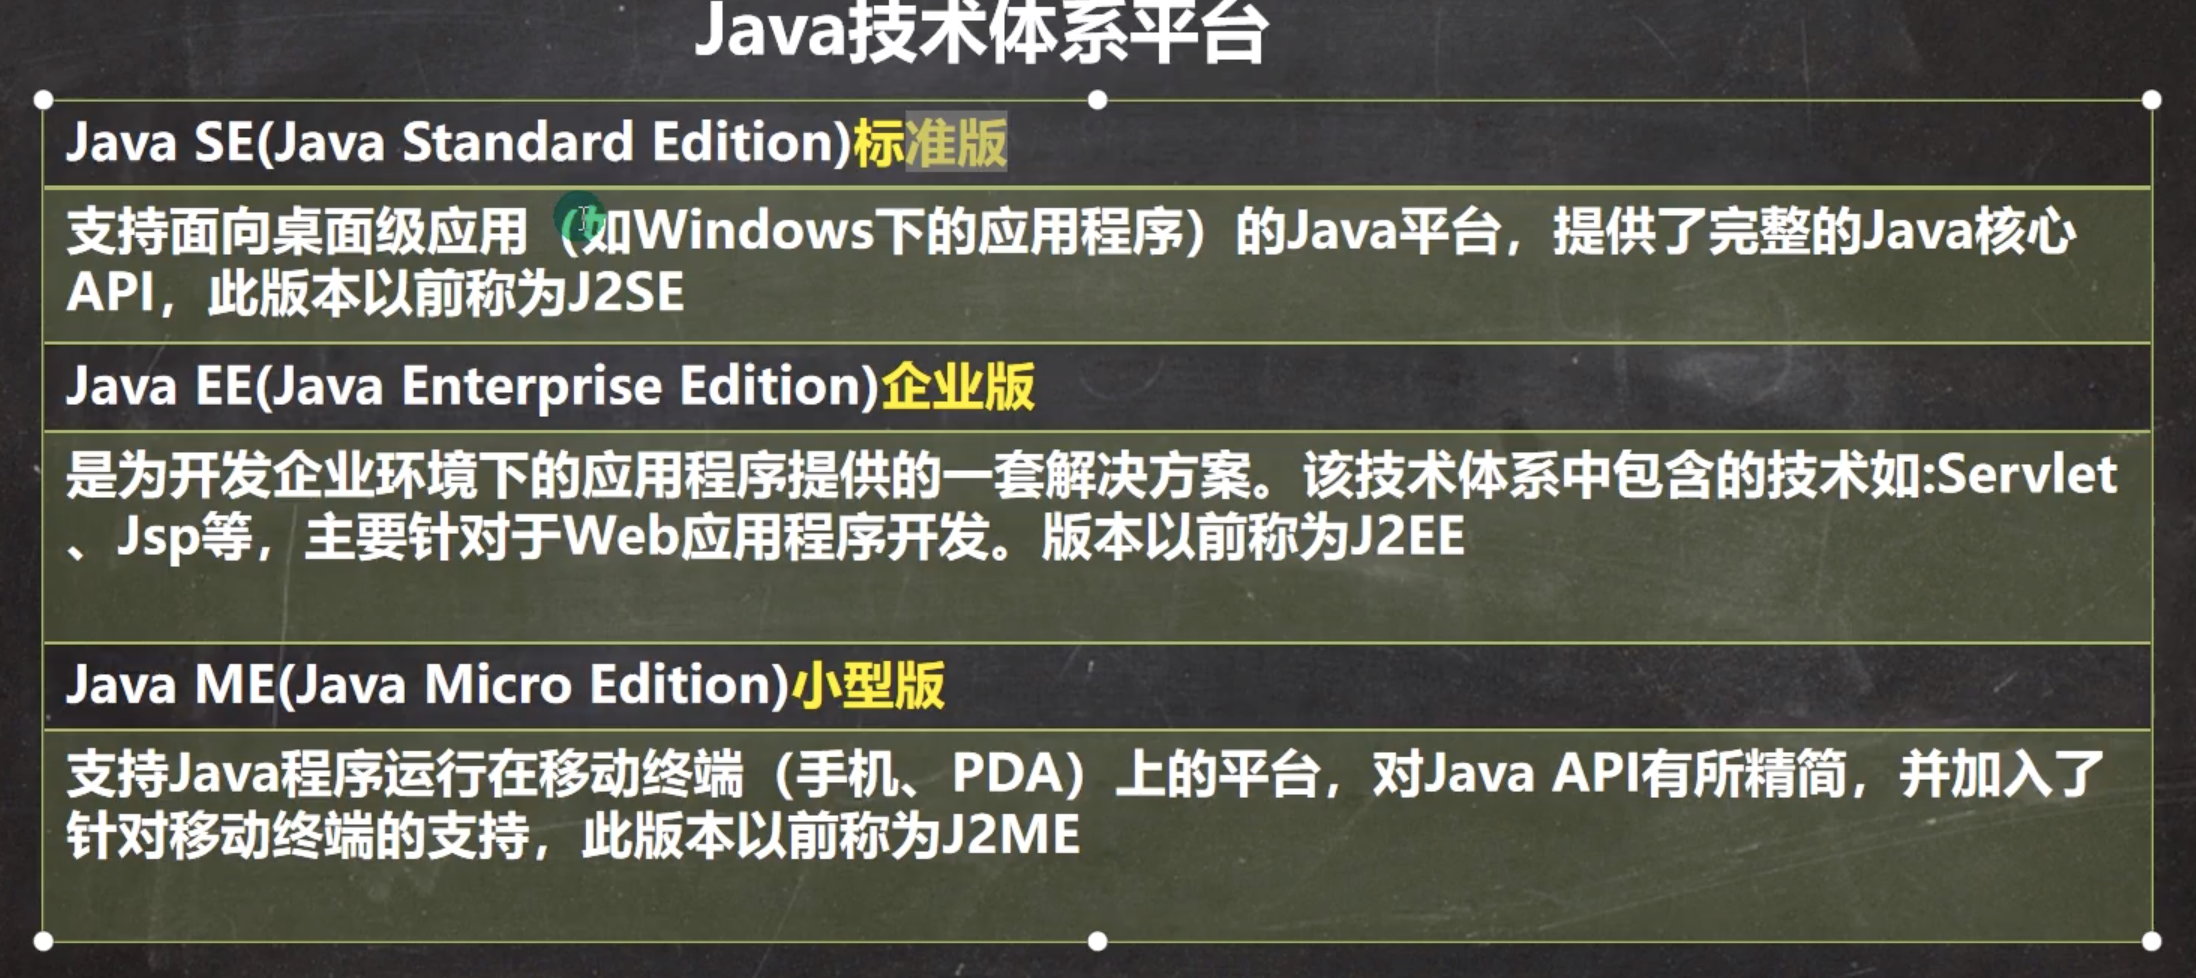 Java技术体系平台
Java SE(Java Standard Edition)标准版
支持面向桌面级应用（如Windows下的应用程序）的Java平台，提供了完整的Java核心
API，此版本以前称为J2SE
Java EE(Java Enterprise Edition)企业版
是为开发企业环境下的应用程序提供的一套解决方案。该技术体系中包含的技术如:Servlet
、Jsp等，主要针对于Web应用程序开发。版本以前称为J2EE
Java ME(Java Micro Edition)小型版
支持Java程序运行在移动终端（手机、PDA）上的平台，对Java API有所精简，并加入了
针对移动终端的支持，此版本以前称为J2ME